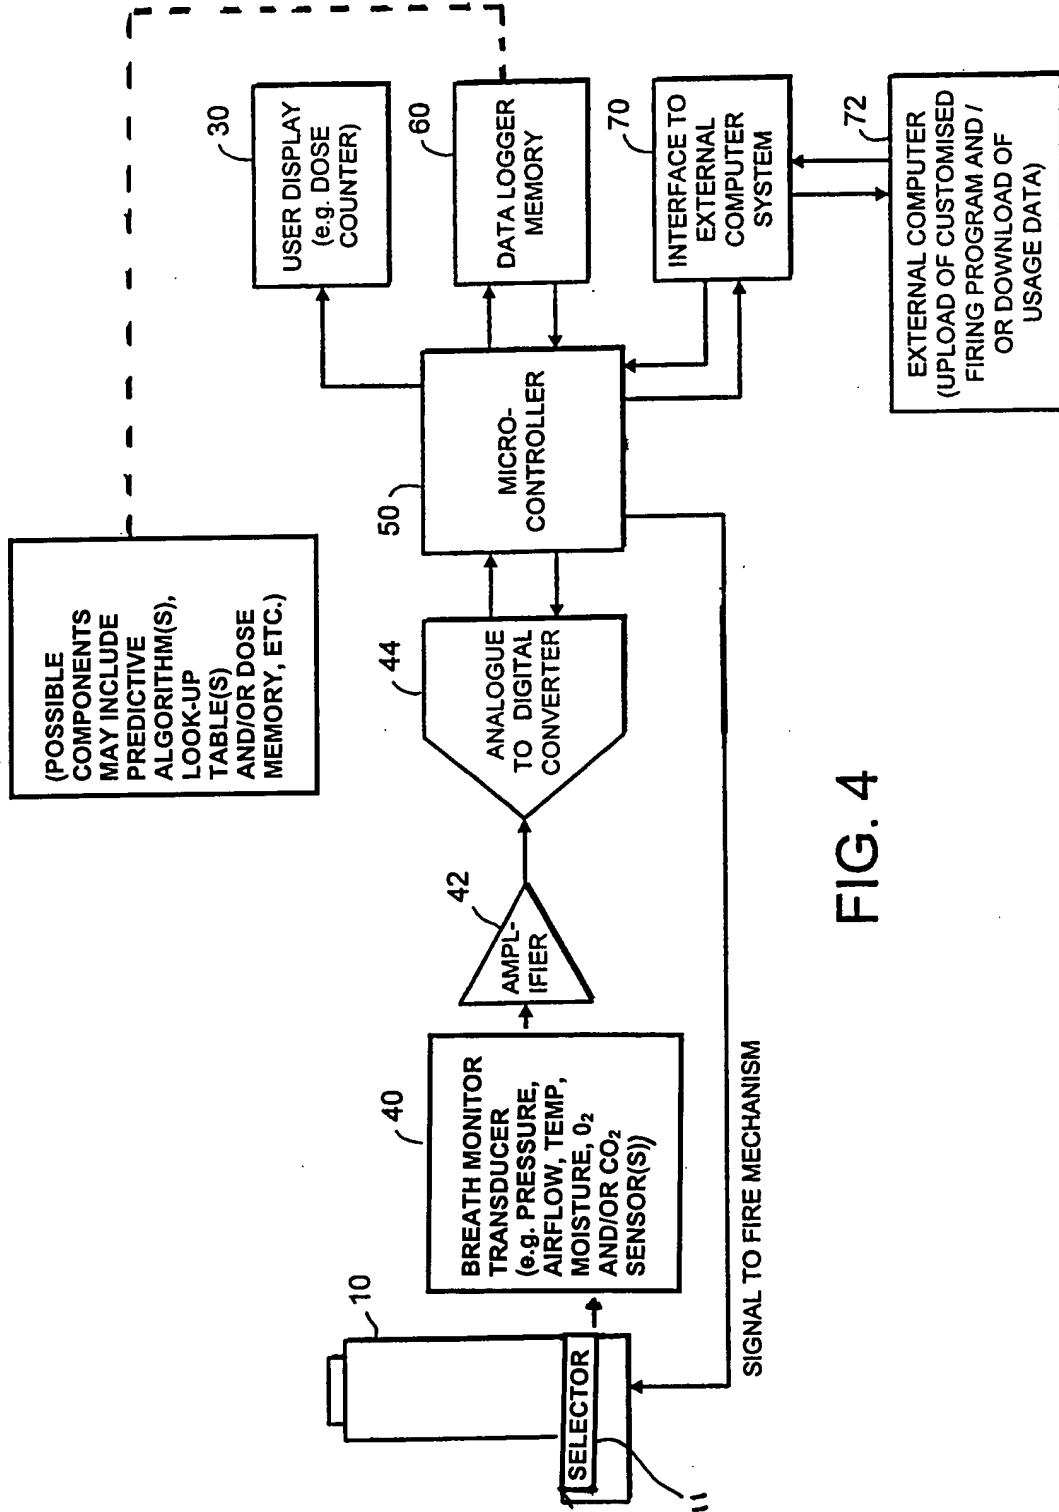 (POSSIBLE
COMPONENTS
MAY INCLUDE
PREDICTIVE
ALGORITHM(S),
LOOK-UP
TABLE(S)
AND/OR DOSE
MEMORY, ETC.)
10
SELECTOR
11
40
BREATH MONITOR
TRANSDUCER
(e.g. PRESSURE,
AIRFLOW, TEMP,
MOISTURE, 0₂
AND/OR CO₂
SENSOR(S))
42
AMPL-
IFIER
44
ANALOGUE
TO DIGITAL
CONVERTER
50
MICRO-
CONTROLLER
30
USER DISPLAY
(e.g. DOSE
COUNTER)
60
DATA LOGGER
MEMORY
70
INTERFACE TO
EXTERNAL
COMPUTER
SYSTEM
72
EXTERNAL COMPUTER
(UPLOAD OF CUSTOMISED
FIRING PROGRAM AND /
OR DOWNLOAD OF
USAGE DATA)
SIGNAL TO FIRE MECHANISM
FIG. 4